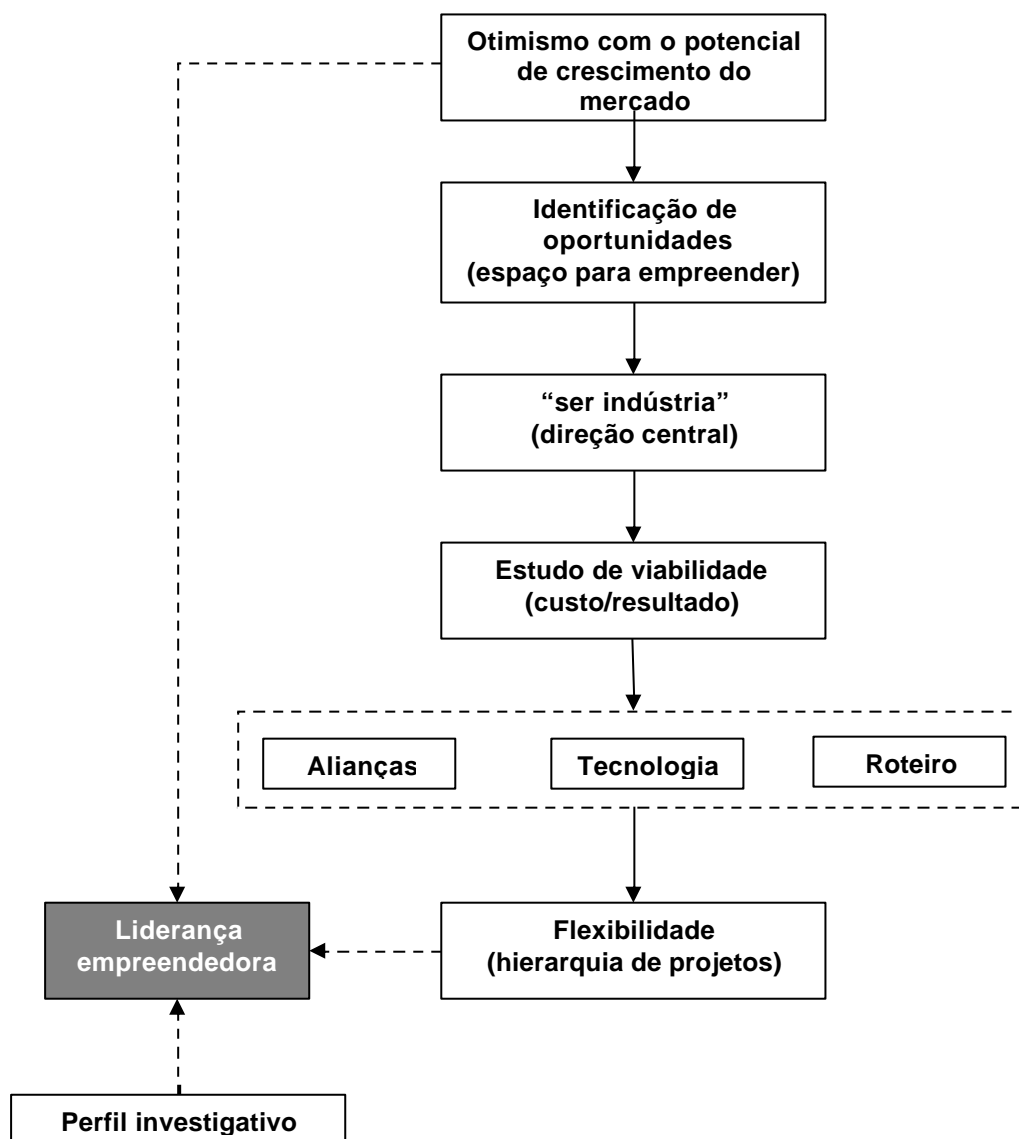 Otimismo com o potencial
de crescimento do
mercado
Identificação de
oportunidades
(espaço para empreender)
“ser indústria”
(direção central)
Estudo de viabilidade
(custo/resultado)
Alianças
Tecnologia
Roteiro
Liderança
empreendedora
Flexibilidade
(hierarquia de projetos)
Perfil investigativo